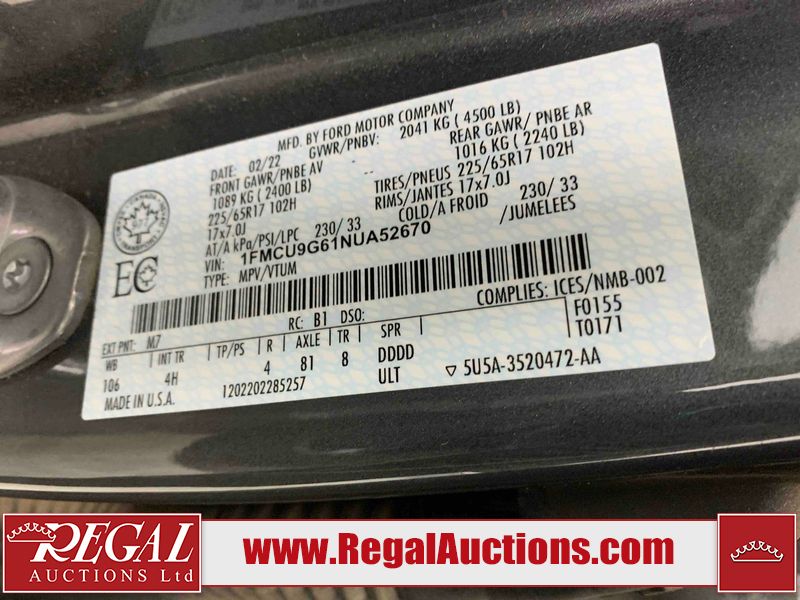 MFD. BY FORD MOTOR COMPANY
DATE: 02/22 GVWR/PNBV: 2041 KG ( 4500 LB)
FRONT GAWR/PNBE AV REAR GAWR/ PNBE AR
1089 KG ( 2400 LB) 1016 KG ( 2240 LB)
225/65R17 102H TIRES/PNEUS 225/65R17 102H
17x7.0J RIMS/JANTES 17x7.0J
AT/A kPa/PSI/LPC 230/ 33 COLD/A FROID 230/ 33
VIN: 1FMCU9G61NUA52670 /JUMELEES
TYPE: MPV/VTUM
EC
COMPLIES: ICES/NMB-002
EXT PNT: M7 RC: B1 DSO: F0155
WB INT TR TP/PS R AXLE TR SPR T0171
106 4H 4 81 8 DDDD
MADE IN U.S.A. 1202202285257 ULT ▽ 5U5A-3520472-AA
REGAL
AUCTIONS Ltd
www.RegalAuctions.com